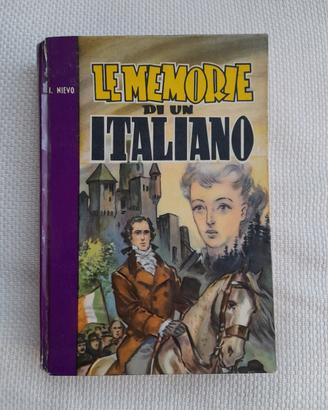 I. NIEVO
LE MEMORIE
DI UN
ITALIANO